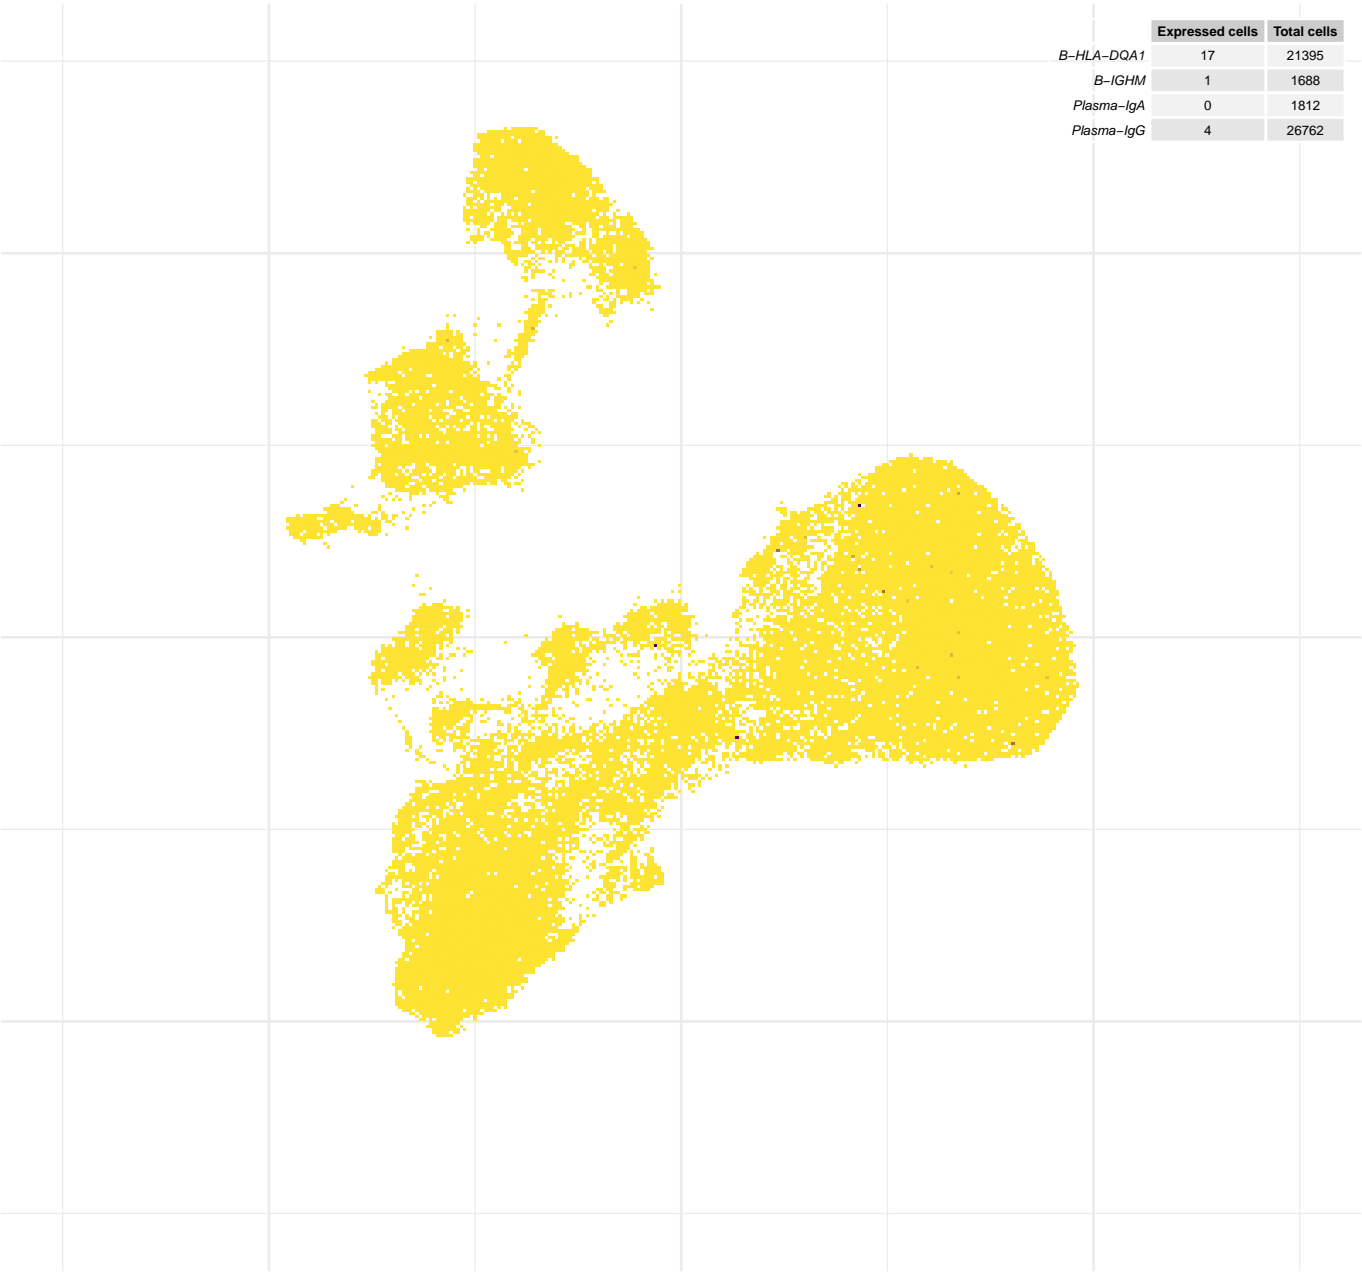 Expressed cells Total cells
B−HLA−DQA1 17 21395
B−IGHM 1 1688
Plasma−IgA 0 1812
Plasma−IgG 4 26762